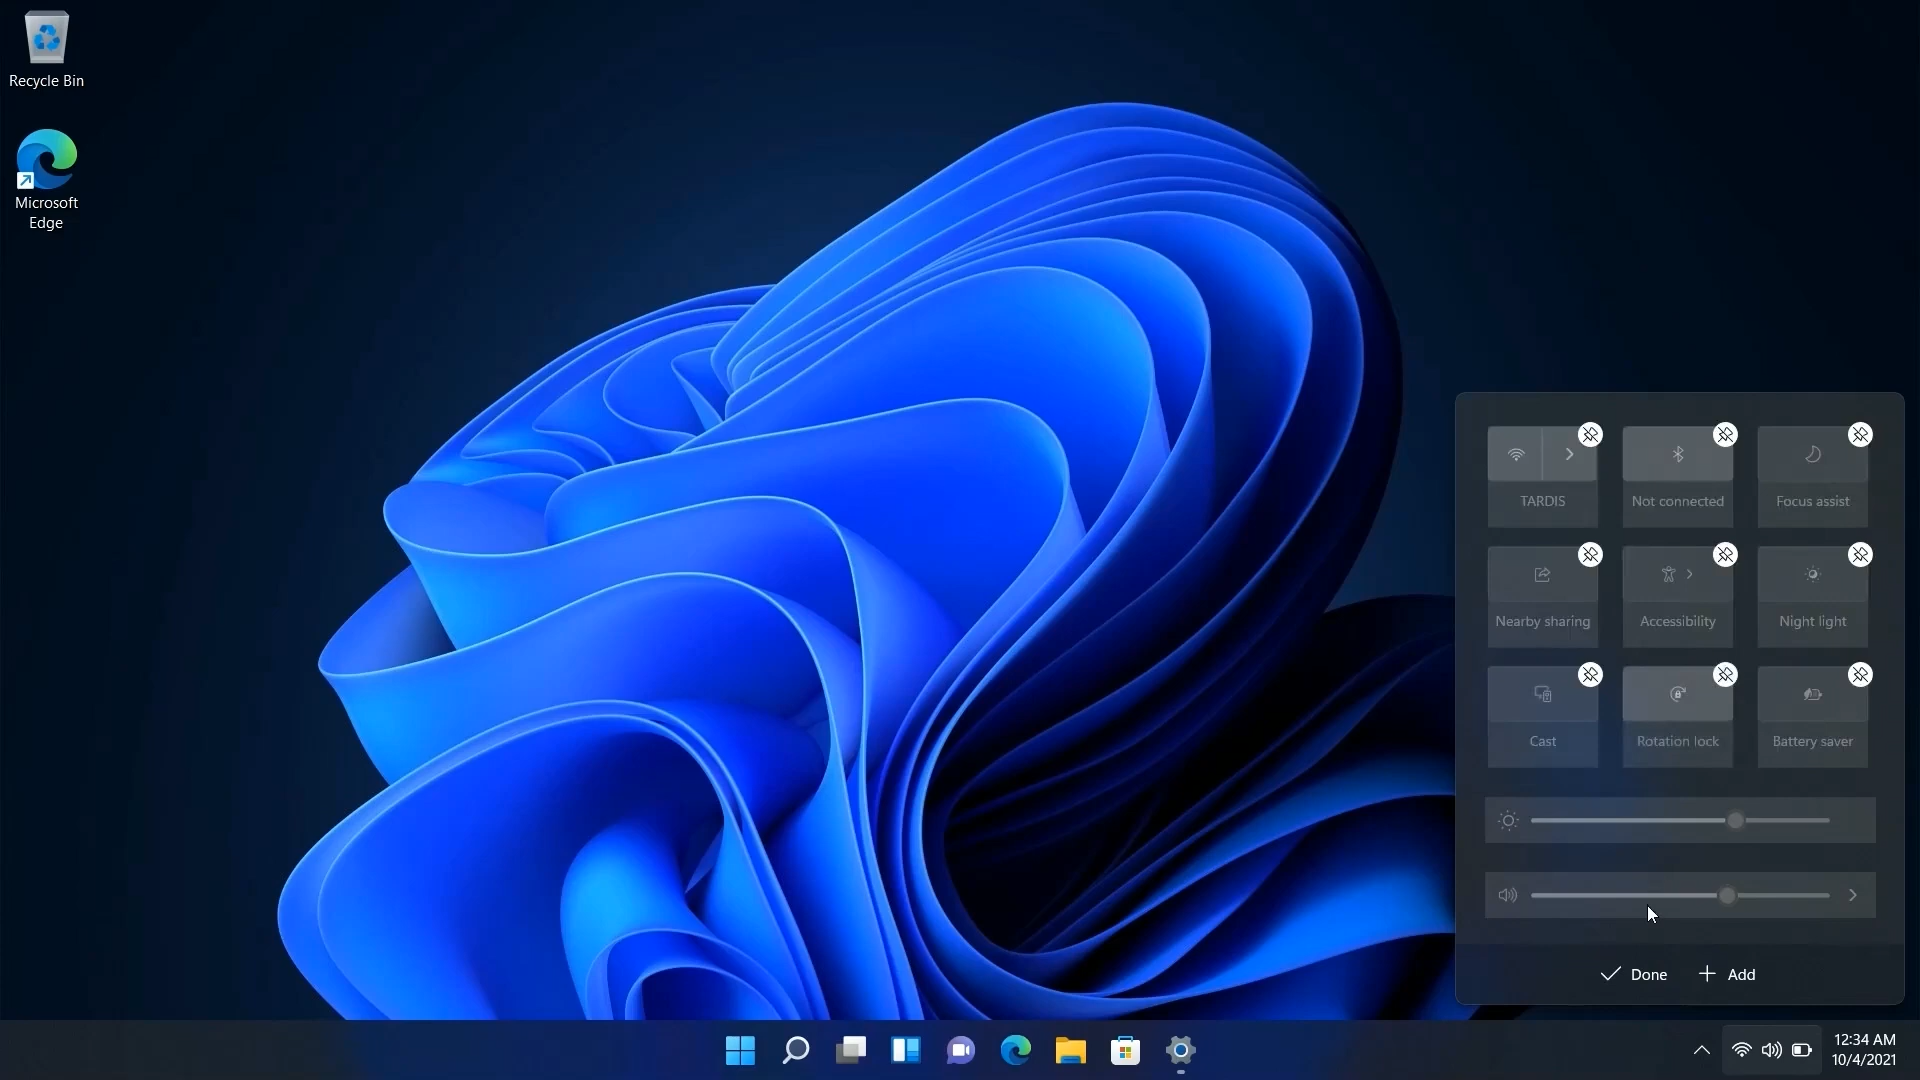 Recycle Bin
Microsoft
Edge
TARDIS
Not connected
Focus assist
Nearby sharing
Accessibility
Night light
Cast
Rotation lock
Battery saver
Done
Add
12:34 AM
10/4/2021